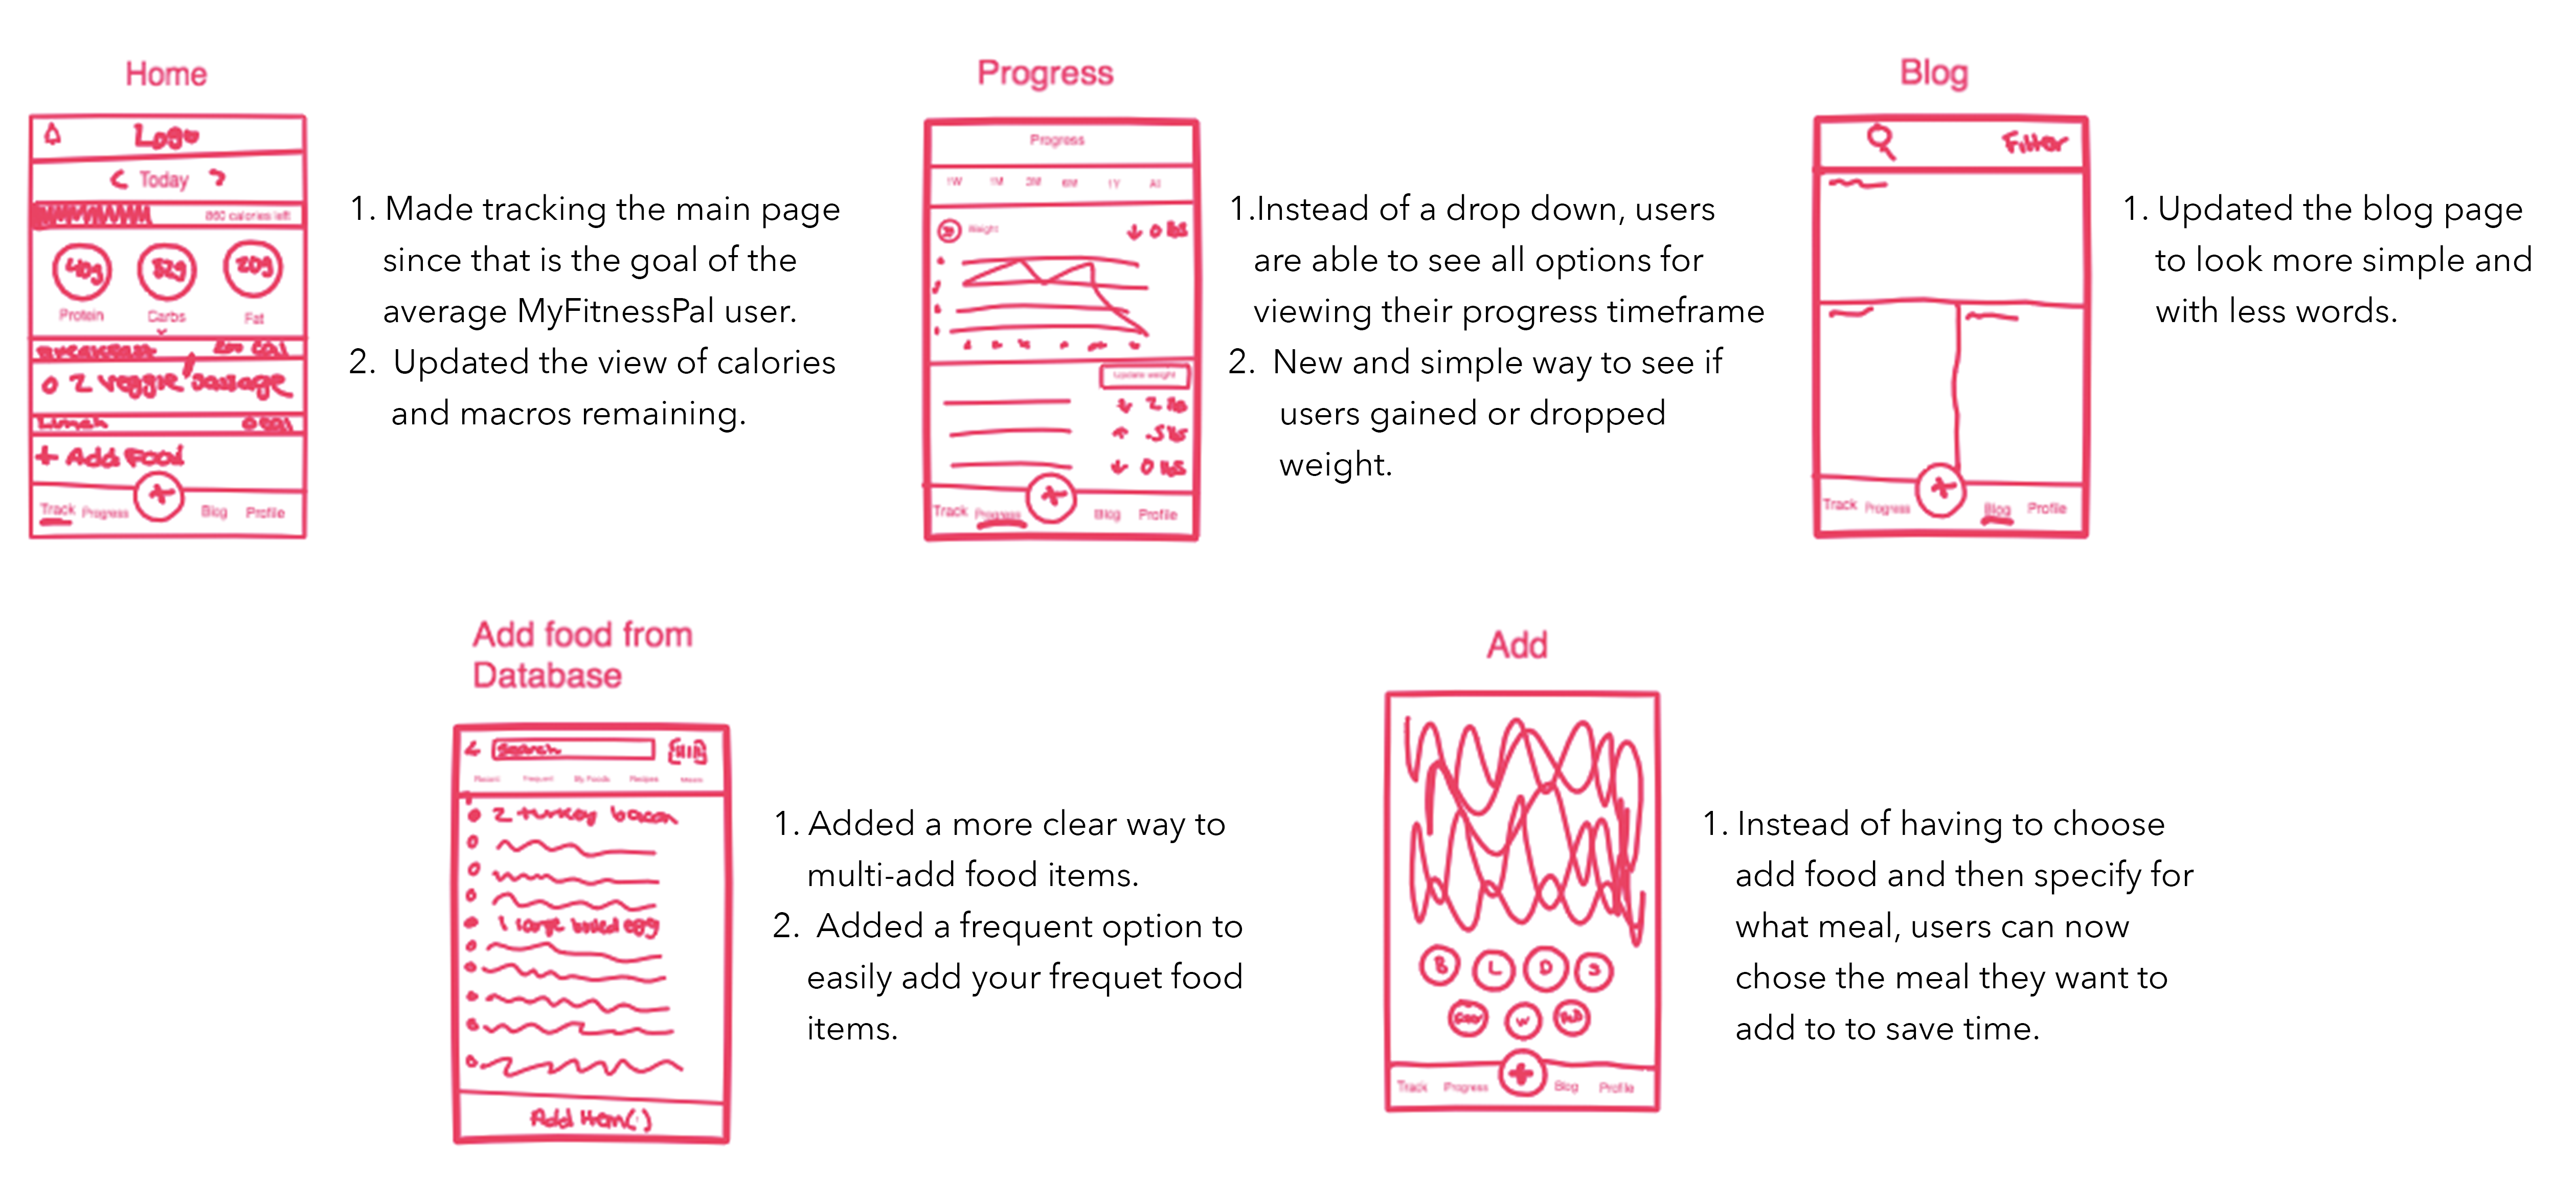 Home
Logo
< Today >
860 calories left
40g 52g 20g
Protein Carbs Fat
Breakfast 200 cal
2 veggie sausage
Lunch 0 cal
+ Add Food
Track Progress + Blog Profile
1. Made tracking the main page
since that is the goal of the
average MyFitnessPal user.
2. Updated the view of calories
and macros remaining.
Progress
Progress
1W 1M 3M 6M 1Y All
Weight ↓ 0 lbs
Update weight
↓ 2 lb
↑ .5 lb
↓ 0 lbs
Track Progress + Blog Profile
1.Instead of a drop down, users
are able to see all options for
viewing their progress timeframe
2. New and simple way to see if
users gained or dropped
weight.
Blog
Filter
Track Progress + Blog Profile
1. Updated the blog page
to look more simple and
with less words.
Add food from
Database
Search
Recent Frequent My Foods Recipes Meals
2 turkey bacon
1 large boiled egg
Add Item( )
1. Added a more clear way to
multi-add food items.
2. Added a frequent option to
easily add your frequet food
items.
Add
B L D S
W
Track Progress + Blog Profile
1. Instead of having to choose
add food and then specify for
what meal, users can now
chose the meal they want to
add to to save time.